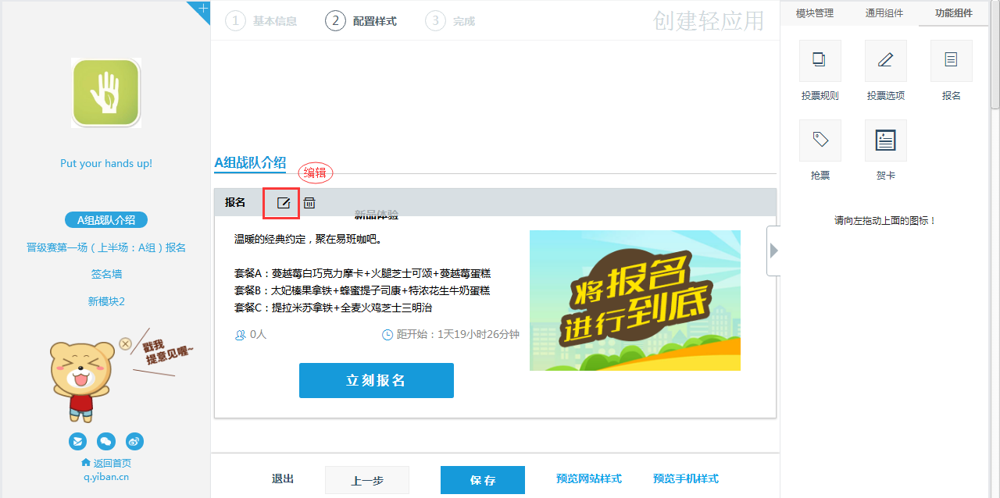 1 基本信息
2 配置样式
3 完成
创建轻应用
模块管理
通用组件
功能组件
投票规则
投票选项
报名
抢票
贺卡
请向左拖动上面的图标！
Put your hands up!
A组战队介绍
晋级赛第一场（上半场：A组）报名
签名墙
新模块2
戳我
提意见喔~
返回首页
q.yiban.cn
A组战队介绍
编辑
报名
新品体验
温暖的经典约定，聚在易班咖吧。
套餐A：蔓越莓白巧克力摩卡+火腿芝士可颂+蔓越莓蛋糕
套餐B：太妃榛果拿铁+蜂蜜提子司康+特浓花生牛奶蛋糕
套餐C：提拉米苏拿铁+全麦火鸡芝士三明治
0人
距开始：1天19小时26分钟
立刻报名
将报名
进行到底
退出
上一步
保存
预览网站样式
预览手机样式